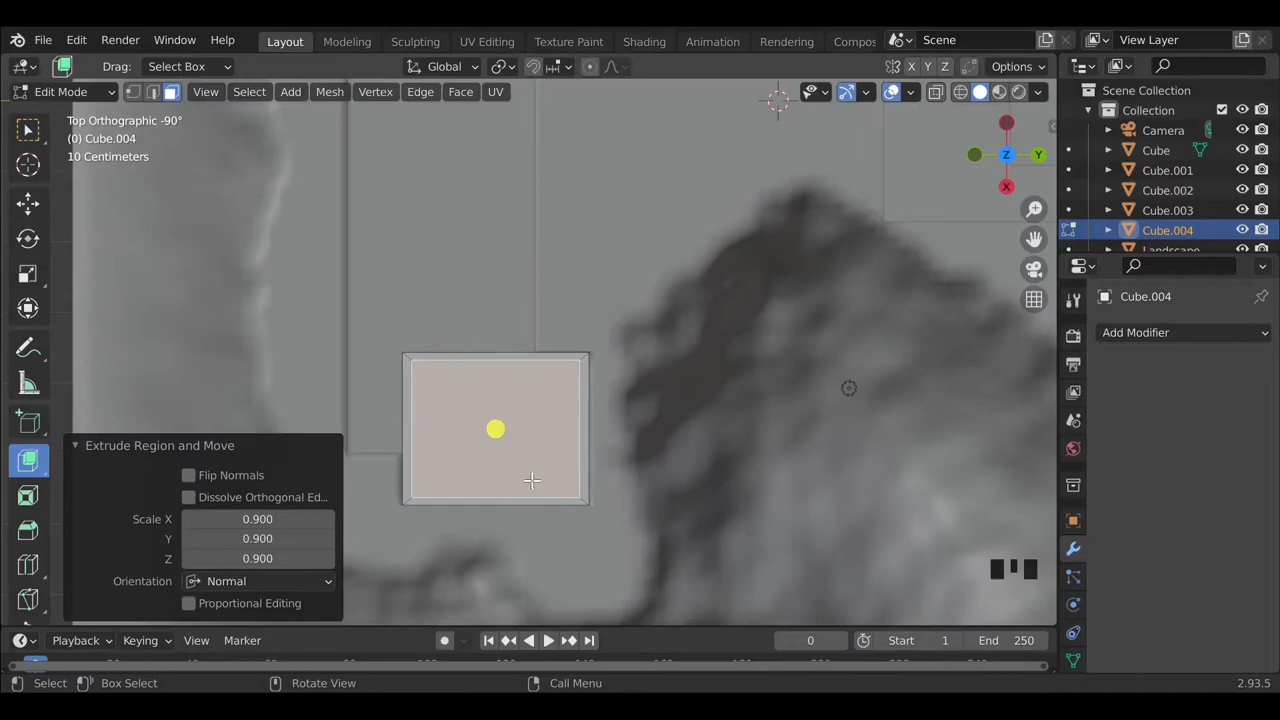 File Edit Render Window Help Layout Modeling Sculpting UV Editing Texture Paint Shading Animation Rendering Compos Scene View Layer
Drag: Select Box Global X Y Z Options
Edit Mode View Select Add Mesh Vertex Edge Face UV
Scene Collection
Collection
Camera
Cube
Cube.001
Cube.002
Cube.003
Cube.004
Landscape
Top Orthographic -90°
(0) Cube.004
10 Centimeters
Z Y X
Cube.004
Add Modifier
Extrude Region and Move
Flip Normals
Dissolve Orthogonal Ed...
Scale X 0.900
Y 0.900
Z 0.900
Orientation Normal
Proportional Editing
Playback Keying View Marker 0 Start 1 End 250
Select Box Select Rotate View Call Menu 2.93.5